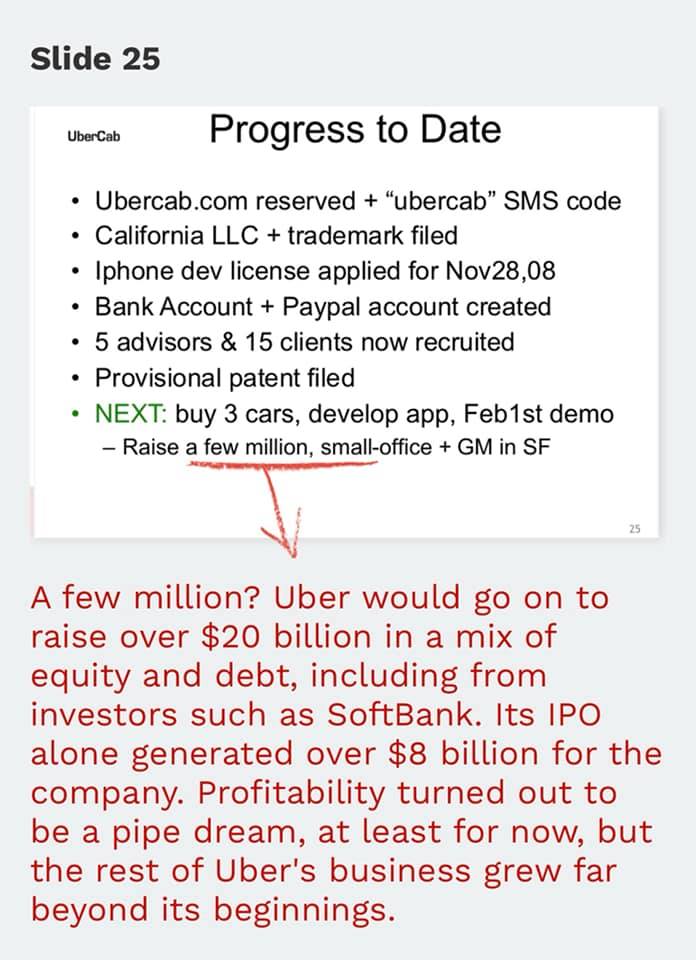 Slide 25
UberCab
Progress to Date
• Ubercab.com reserved + “ubercab” SMS code
• California LLC + trademark filed
• Iphone dev license applied for Nov28,08
• Bank Account + Paypal account created
• 5 advisors & 15 clients now recruited
• Provisional patent filed
• NEXT: buy 3 cars, develop app, Feb1st demo
– Raise a few million, small-office + GM in SF
25
A few million? Uber would go on to
raise over $20 billion in a mix of
equity and debt, including from
investors such as SoftBank. Its IPO
alone generated over $8 billion for the
company. Profitability turned out to
be a pipe dream, at least for now, but
the rest of Uber's business grew far
beyond its beginnings.